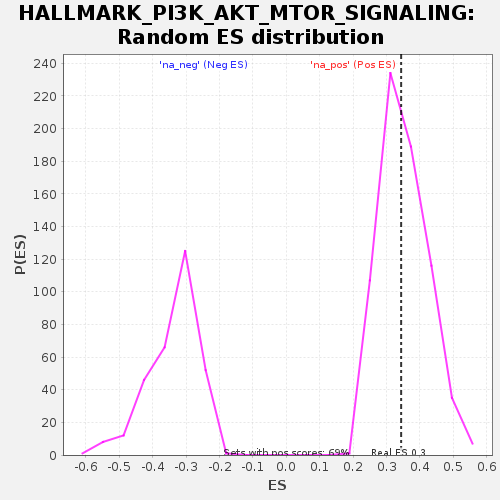 HALLMARK_PI3K_AKT_MTOR_SIGNALING:
Random ES distribution
'na_neg' (Neg ES)
'na_pos' (Pos ES)
240
220
200
180
160
140
120
100
80
60
40
20
0
P(ES)
Sets with pos scores: 69%
Real ES 0.3
-0.6 -0.5 -0.4 -0.3 -0.2 -0.1 0.0 0.1 0.2 0.3 0.4 0.5 0.6
ES